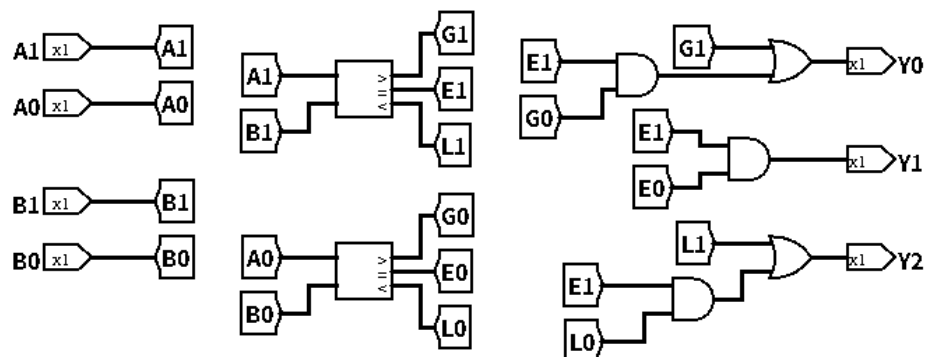 A1 x1 A1
A0 x1 A0
B1 x1 B1
B0 x1 B0
A1
B1
>
=
<
G1
E1
L1
A0
B0
>
=
<
G0
E0
L0
E1
G0
G1
x1 Y0
E1
E0
x1 Y1
L1
E1
L0
x1 Y2